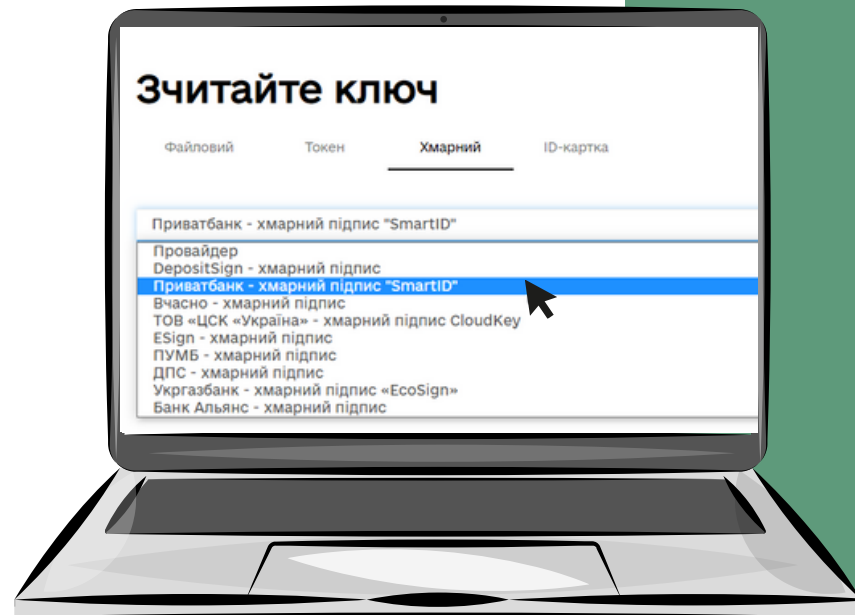 Зчитайте ключ
Файловий Токен Хмарний ID-картка
Приватбанк - хмарний підпис "SmartID"
Провайдер
DepositSign - хмарний підпис
Приватбанк - хмарний підпис "SmartID"
Вчасно - хмарний підпис
ТОВ «ЦСК «Україна» - хмарний підпис CloudKey
ESign - хмарний підпис
ПУМБ - хмарний підпис
ДПС - хмарний підпис
Укргазбанк - хмарний підпис «EcoSign»
Банк Альянс - хмарний підпис